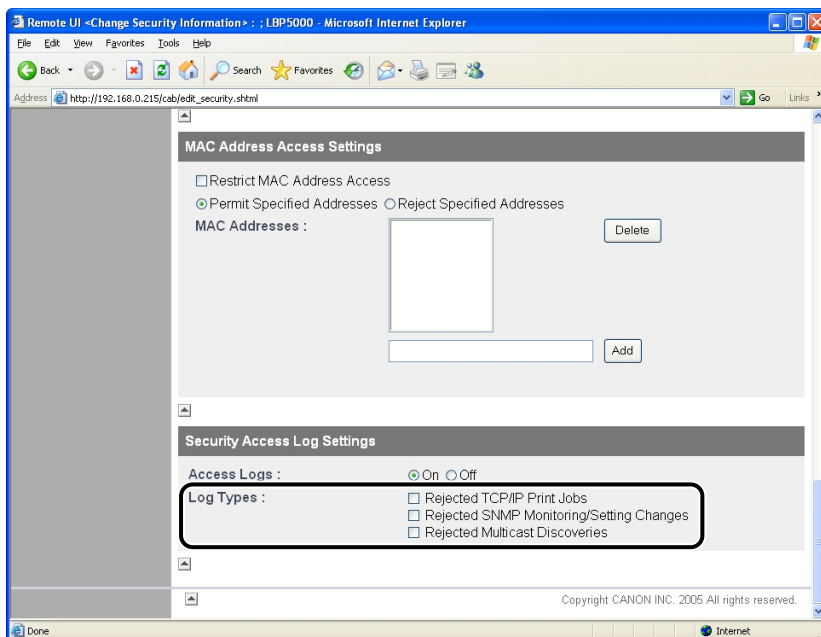 Remote UI <Change Security Information> : ; LBP5000 - Microsoft Internet Explorer
File Edit View Favorites Tools Help
Back Search Favorites
Address http://192.168.0.215/cab/edit_security.shtml Go Links
MAC Address Access Settings
Restrict MAC Address Access
Permit Specified Addresses Reject Specified Addresses
MAC Addresses : Delete
Add
Security Access Log Settings
Access Logs : On Off
Log Types : Rejected TCP/IP Print Jobs
Rejected SNMP Monitoring/Setting Changes
Rejected Multicast Discoveries
Copyright CANON INC. 2005 All rights reserved.
Done Internet